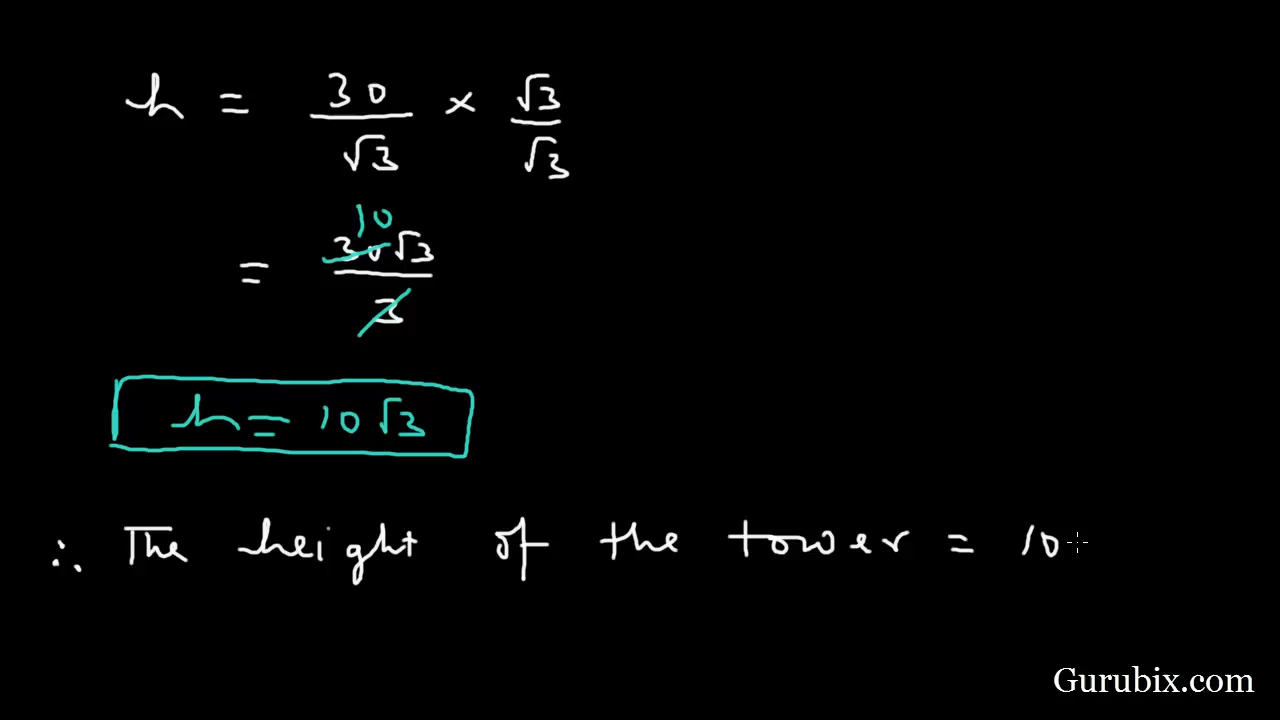 h = 30/√3 × √3/√3
= 10 30√3/3
h = 10√3
∴ The height of the tower = 10
Gurubix.com